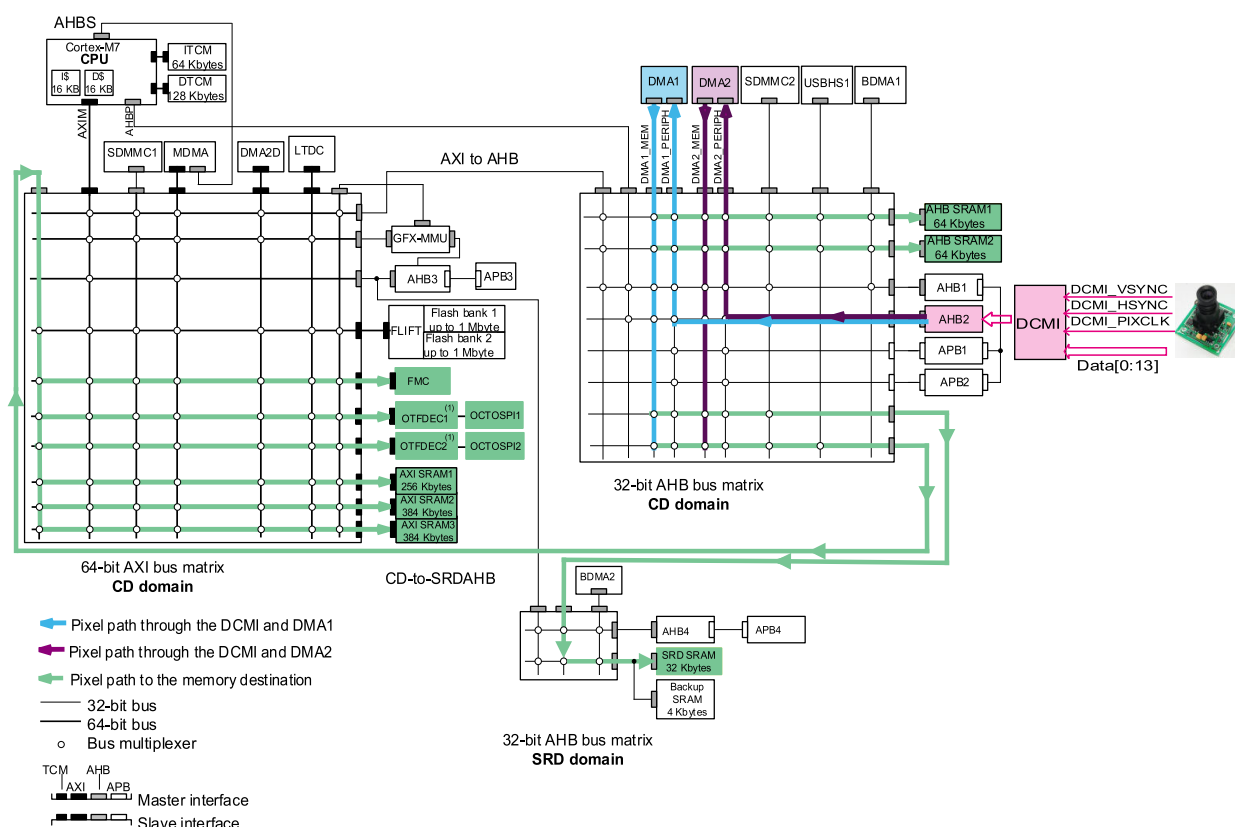 AHBS
Cortex-M7
CPU
I$
16 KB
D$
16 KB
ITCM
64 Kbytes
DTCM
128 Kbytes
AXIM
AHBP
SDMMC1
MDMA
DMA2D
LTDC
AXI to AHB
DMA1
DMA2
SDMMC2
USBHS1
BDMA1
DMA1_MEM
DMA1_PERIPH
DMA2_MEM
DMA2_PERIPH
GFX-MMU
AHB3
APB3
FLIFT
Flash bank 1
up to 1 Mbyte
Flash bank 2
up to 1 Mbyte
FMC
OTFDEC1(1)
OCTOSPI1
OTFDEC2(1)
OCTOSPI2
AXI SRAM1
256 Kbytes
AXI SRAM2
384 Kbytes
AXI SRAM3
384 Kbytes
64-bit AXI bus matrix
CD domain
AHB SRAM1
64 Kbytes
AHB SRAM2
64 Kbytes
AHB1
AHB2
APB1
APB2
DCMI
DCMI_VSYNC
DCMI_HSYNC
DCMI_PIXCLK
Data[0:13]
32-bit AHB bus matrix
CD domain
CD-to-SRDAHB
BDMA2
AHB4
APB4
SRD SRAM
32 Kbytes
Backup
SRAM
4 Kbytes
32-bit AHB bus matrix
SRD domain
Pixel path through the DCMI and DMA1
Pixel path through the DCMI and DMA2
Pixel path to the memory destination
32-bit bus
64-bit bus
Bus multiplexer
TCM
AXI
AHB
APB
Master interface
Slave interface